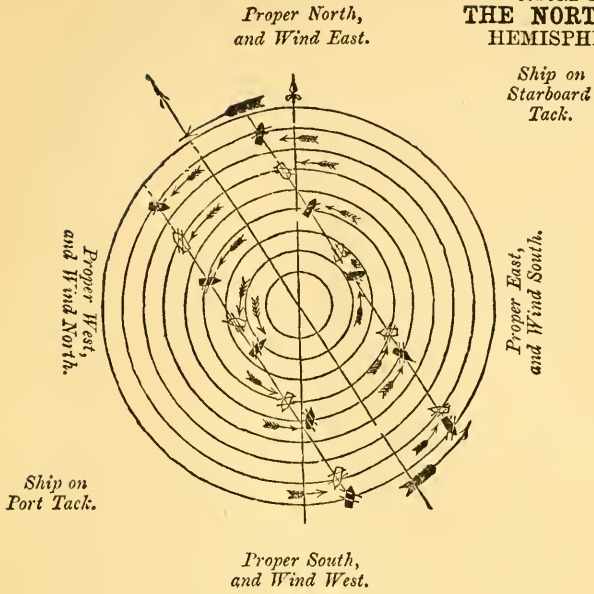 Proper North,
and Wind East.
THE NORT
HEMISPH
Ship on
Starboard
Tack.
Proper West,
and Wind North.
Proper East,
and Wind South.
Ship on
Port Tack.
Proper South,
and Wind West.